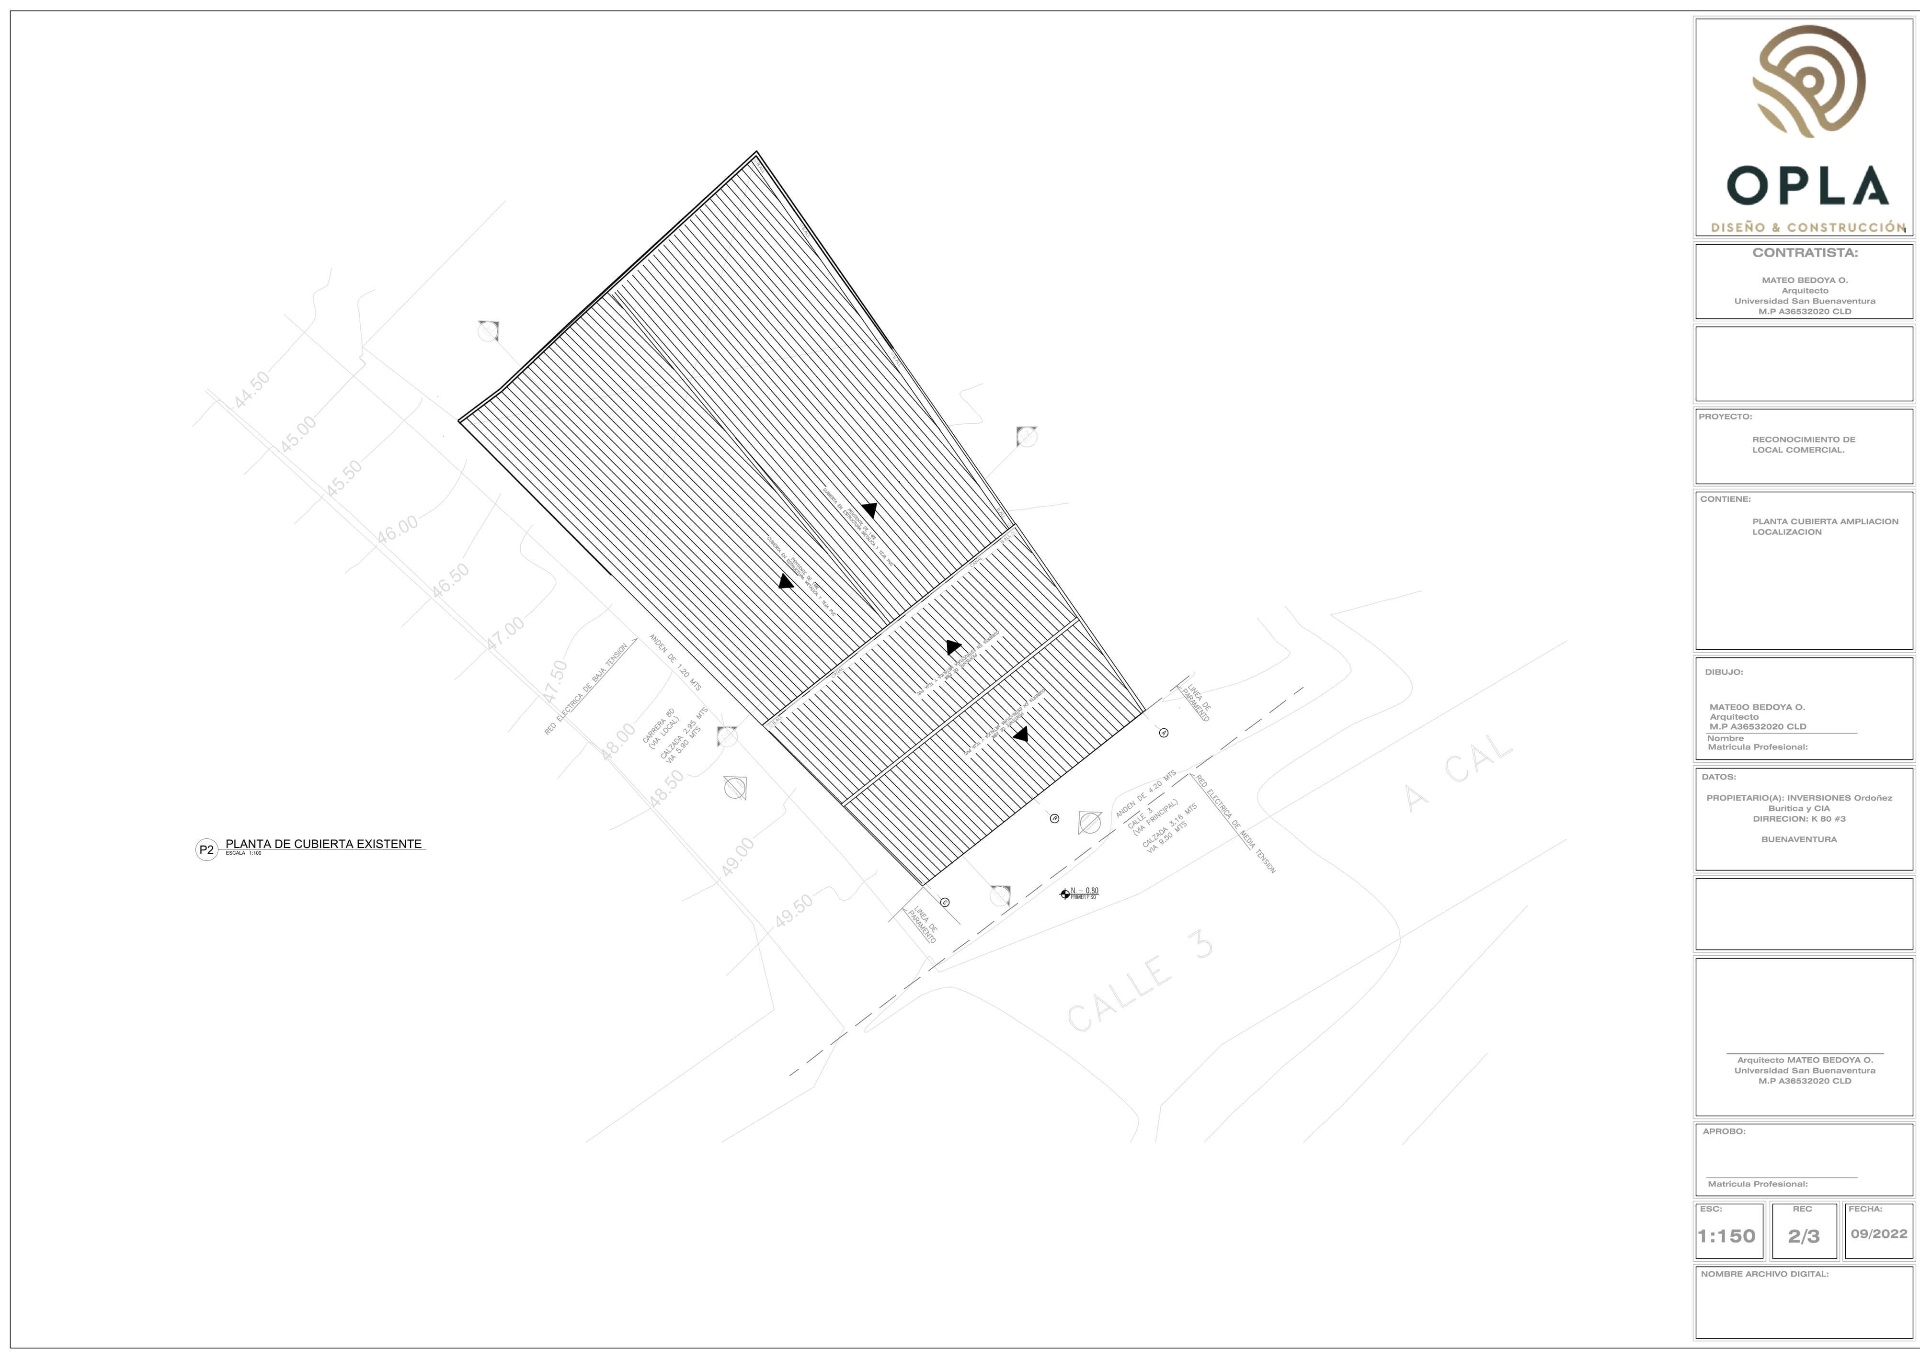 OPLA
DISEÑO & CONSTRUCCIÓN
CONTRATISTA:
MATEO BEDOYA O.
Arquitecto
Universidad San Buenaventura
M.P A36532020 CLD
PROYECTO:
RECONOCIMIENTO DE
LOCAL COMERCIAL.
CONTIENE:
PLANTA CUBIERTA AMPLIACION
LOCALIZACION
DIBUJO:
MATEOO BEDOYA O.
Arquitecto
M.P A36532020 CLD
Nombre
Matricula Profesional:
DATOS:
PROPIETARIO(A): INVERSIONES Ordoñez
Buritica y CIA
DIRRECION: K 80 #3
BUENAVENTURA
Arquitecto MATEO BEDOYA O.
Universidad San Buenaventura
M.P A36532020 CLD
APROBO:
Matricula Profesional:
ESC:
1:150
REC
2/3
FECHA:
09/2022
NOMBRE ARCHIVO DIGITAL:
44.50
45.00
45.50
46.00
46.50
47.00
47.50
48.00
48.50
49.00
49.50
RED ELECTRICA DE BAJA TENSION
ANDEN DE 1.20 MTS
CARRERA 80
(VIA LOCAL)
CALZADA 2.95 MTS
VIA 5.90 MTS
LINEA DE
PARAMENTO
ANDEN DE 4.20 MTS
CALLE 3
(VIA PRINCIPAL)
CALZADA 3.16 MTS
VIA 9.50 MTS
RED ELECTRICA DE MEDIA TENSION
LINEA DE
PARAMENTO
N. - 0.80
CALLE 3
A CAL
P2
PLANTA DE CUBIERTA EXISTENTE
ESCALA 1:100